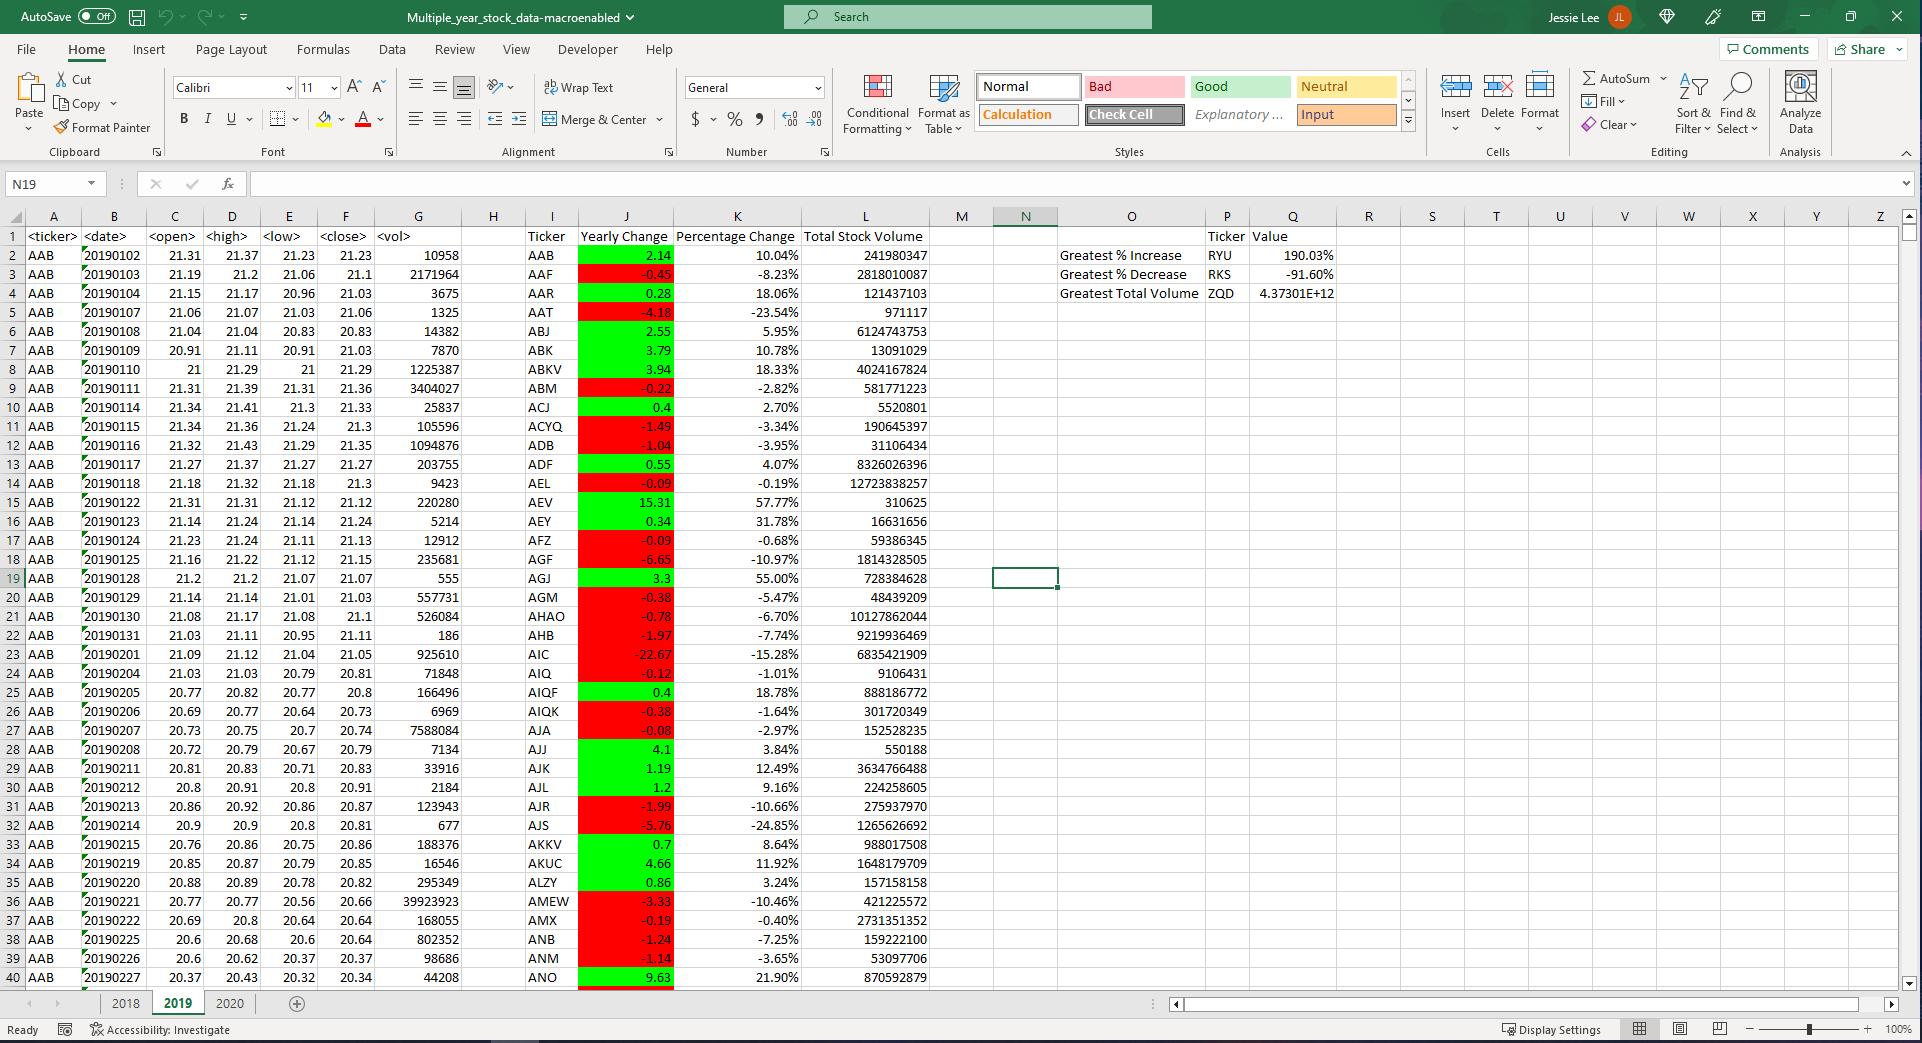 AutoSave Off Multiple_year_stock_data-macroenabled Search Jessie Lee JL
File Home Insert Page Layout Formulas Data Review View Developer Help Comments Share
Paste Cut Copy Format Painter Clipboard
Calibri 11 B I U Font
Wrap Text Merge & Center Alignment
General $ % Number
Conditional Formatting Format as Table
Normal Bad Good Neutral
Calculation Check Cell Explanatory ... Input
Styles
Insert Delete Format Cells
AutoSum Fill Clear Sort & Filter Find & Select Editing
Analyze Data Analysis
N19 fx
A B C D E F G H I J K L M N O P Q R S T U V W X Y Z
1 <ticker> <date> <open> <high> <low> <close> <vol> Ticker Yearly Change Percentage Change Total Stock Volume Ticker Value
2 AAB 20190102 21.31 21.37 21.23 21.23 10958 AAB 2.14 10.04% 241980347 Greatest % Increase RYU 190.03%
3 AAB 20190103 21.19 21.2 21.06 21.1 2171964 AAF -0.45 -8.23% 2818010087 Greatest % Decrease RKS -91.60%
4 AAB 20190104 21.15 21.17 20.96 21.03 3675 AAR 0.28 18.06% 121437103 Greatest Total Volume ZQD 4.37301E+12
5 AAB 20190107 21.06 21.07 21.03 21.06 1325 AAT -4.18 -23.54% 971117
6 AAB 20190108 21.04 21.04 20.83 20.83 14382 ABJ 2.55 5.95% 6124743753
7 AAB 20190109 20.91 21.11 20.91 21.03 7870 ABK 3.79 10.78% 13091029
8 AAB 20190110 21 21.29 21 21.29 1225387 ABKV 3.94 18.33% 4024167824
9 AAB 20190111 21.31 21.39 21.31 21.36 3404027 ABM -0.22 -2.82% 581771223
10 AAB 20190114 21.34 21.41 21.3 21.33 25837 ACJ 0.4 2.70% 5520801
11 AAB 20190115 21.34 21.36 21.24 21.3 105596 ACYQ -1.49 -3.34% 190645397
12 AAB 20190116 21.32 21.43 21.29 21.35 1094876 ADB -1.04 -3.95% 31106434
13 AAB 20190117 21.27 21.37 21.27 21.27 203755 ADF 0.55 4.07% 8326026396
14 AAB 20190118 21.18 21.32 21.18 21.3 9423 AEL -0.09 -0.19% 12723838257
15 AAB 20190122 21.31 21.31 21.12 21.12 220280 AEV 15.31 57.77% 310625
16 AAB 20190123 21.14 21.24 21.14 21.24 5214 AEY 0.34 31.78% 16631656
17 AAB 20190124 21.23 21.24 21.11 21.13 12912 AFZ -0.09 -0.68% 59386345
18 AAB 20190125 21.16 21.22 21.12 21.15 235681 AGF -6.65 -10.97% 1814328505
19 AAB 20190128 21.2 21.2 21.07 21.07 555 AGJ 3.3 55.00% 728384628
20 AAB 20190129 21.14 21.14 21.01 21.03 557731 AGM -0.38 -5.47% 48439209
21 AAB 20190130 21.08 21.17 21.08 21.1 526084 AHAO -0.78 -6.70% 10127862044
22 AAB 20190131 21.03 21.11 20.95 21.11 186 AHB -1.97 -7.74% 9219936469
23 AAB 20190201 21.09 21.12 21.04 21.05 925610 AIC -22.67 -15.28% 6835421909
24 AAB 20190204 21.03 21.03 20.79 20.81 71848 AIQ -0.12 -1.01% 9106431
25 AAB 20190205 20.77 20.82 20.77 20.8 166496 AIQF 0.4 18.78% 888186772
26 AAB 20190206 20.69 20.77 20.64 20.73 6969 AIQK -0.38 -1.64% 301720349
27 AAB 20190207 20.73 20.75 20.7 20.74 7588084 AJA -0.08 -2.97% 152528235
28 AAB 20190208 20.72 20.79 20.67 20.79 7134 AJJ 4.1 3.84% 550188
29 AAB 20190211 20.81 20.83 20.71 20.83 33916 AJK 1.19 12.49% 3634766488
30 AAB 20190212 20.8 20.91 20.8 20.91 2184 AJL 1.2 9.16% 224258605
31 AAB 20190213 20.86 20.92 20.86 20.87 123943 AJR -1.99 -10.66% 275937970
32 AAB 20190214 20.9 20.9 20.8 20.81 677 AJS -5.76 -24.85% 1265626692
33 AAB 20190215 20.76 20.86 20.75 20.86 188376 AKKV 0.7 8.64% 988017508
34 AAB 20190219 20.85 20.87 20.79 20.85 16546 AKUC 4.66 11.92% 1648179709
35 AAB 20190220 20.88 20.89 20.78 20.82 295349 ALZY 0.86 3.24% 157158158
36 AAB 20190221 20.77 20.77 20.56 20.66 39923923 AMEW -3.33 -10.46% 421225572
37 AAB 20190222 20.69 20.8 20.64 20.64 168055 AMX -0.19 -0.40% 2731351352
38 AAB 20190225 20.6 20.68 20.6 20.64 802352 ANB -1.24 -7.25% 159222100
39 AAB 20190226 20.6 20.62 20.37 20.37 98686 ANM -1.14 -3.65% 53097706
40 AAB 20190227 20.37 20.43 20.32 20.34 44208 ANO 9.63 21.90% 870592879
2018 2019 2020
Ready Accessibility: Investigate Display Settings 100%